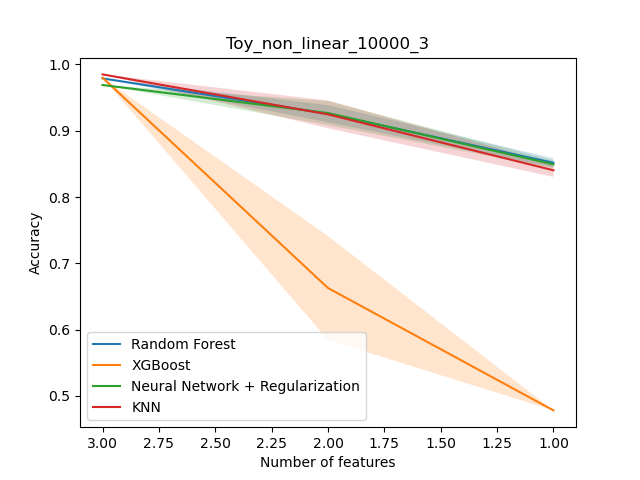 Toy_non_linear_10000_3
1.0
0.9
0.8
0.7
0.6
0.5
Accuracy
Random Forest
XGBoost
Neural Network + Regularization
KNN
3.00 2.75 2.50 2.25 2.00 1.75 1.50 1.25 1.00
Number of features